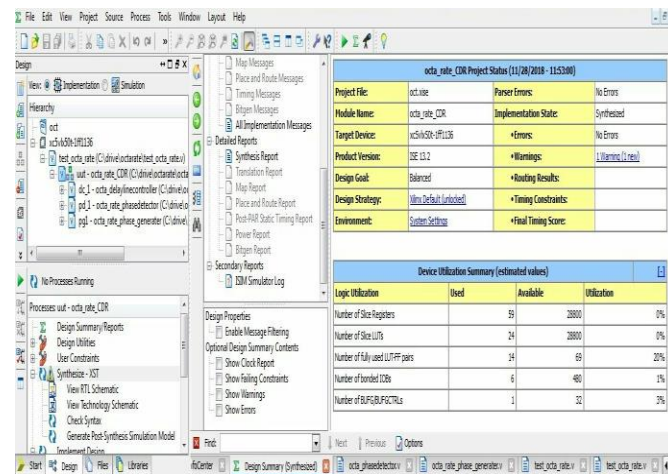 File Edit View Project Source Process Tools Window Layout Help
Design
View: Implementation Simulation
Hierarchy
oct
xc5vlx50t-1ff1136
test_octa_rate (C:\drive\octarate\test_octa_rate.v)
uut - octa_rate_CDR (C:\drive\octarate\octa
dc_1 - octa_delaylinecontroller (C:\drive\o
pd_1 - octa_rate_phasedetector (C:\drive\o
pg1 - octa_rate_phase_generater (C:\drive\
No Processes Running
Processes: uut - octa_rate_CDR
Design Summary/Reports
Design Utilities
User Constraints
Synthesize - XST
View RTL Schematic
View Technology Schematic
Check Syntax
Generate Post-Synthesis Simulation Model
Implement Design
Start Design Files Libraries
Map Messages
Place and Route Messages
Timing Messages
Bitgen Messages
All Implementation Messages
Detailed Reports
Synthesis Report
Translation Report
Map Report
Place and Route Report
Post-PAR Static Timing Report
Power Report
Bitgen Report
Secondary Reports
ISIM Simulator Log
Design Properties
Enable Message Filtering
Optional Design Summary Contents
Show Clock Report
Show Failing Constraints
Show Warnings
Show Errors
octa_rate_CDR Project Status (11/28/2018 - 11:53:00)
Project File: oct.xise Parser Errors: No Errors
Module Name: octa_rate_CDR Implementation State: Synthesized
Target Device: xc5vlx50t-1ff1136 •Errors: No Errors
Product Version: ISE 13.2 •Warnings: 1 Warning (1 new)
Design Goal: Balanced •Routing Results:
Design Strategy: Xilinx Default (unlocked) •Timing Constraints:
Environment: System Settings •Final Timing Score:
Device Utilization Summary (estimated values) [-]
Logic Utilization Used Available Utilization
Number of Slice Registers 59 28800 0%
Number of Slice LUTs 24 28800 0%
Number of fully used LUT-FF pairs 14 69 20%
Number of bonded IOBs 6 480 1%
Number of BUFG/BUFGCTRLs 1 32 3%
Find: Next Previous Options
foCenter Design Summary (Synthesized) octa_phasedetector.v octa_rate_phase_generater.v test_octa_rate.v test_octa_rate.v